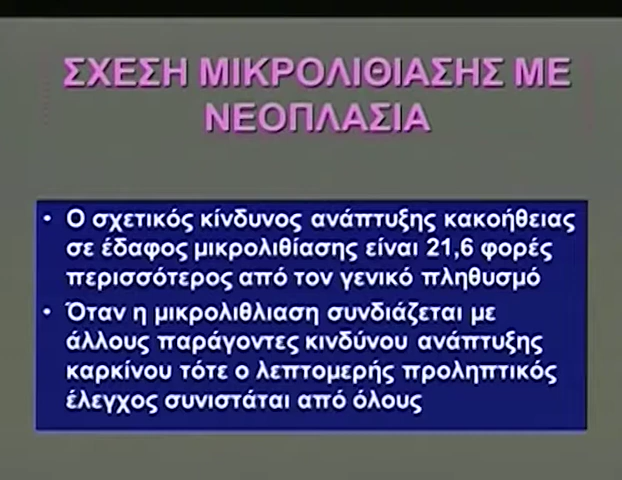 ΣΧΕΣΗ ΜΙΚΡΟΛΙΘΙΑΣΗΣ ΜΕ
ΝΕΟΠΛΑΣΙΑ
• Ο σχετικός κίνδυνος ανάπτυξης κακοήθειας
σε έδαφος μικρολιθίασης είναι 21,6 φορές
περισσότερος από τον γενικό πληθυσμό
• Όταν η μικρολιθλιαση συνδιάζεται με
άλλους παράγοντες κινδύνου ανάπτυξης
καρκίνου τότε ο λεπτομερής προληπτικός
έλεγχος συνιστάται από όλους